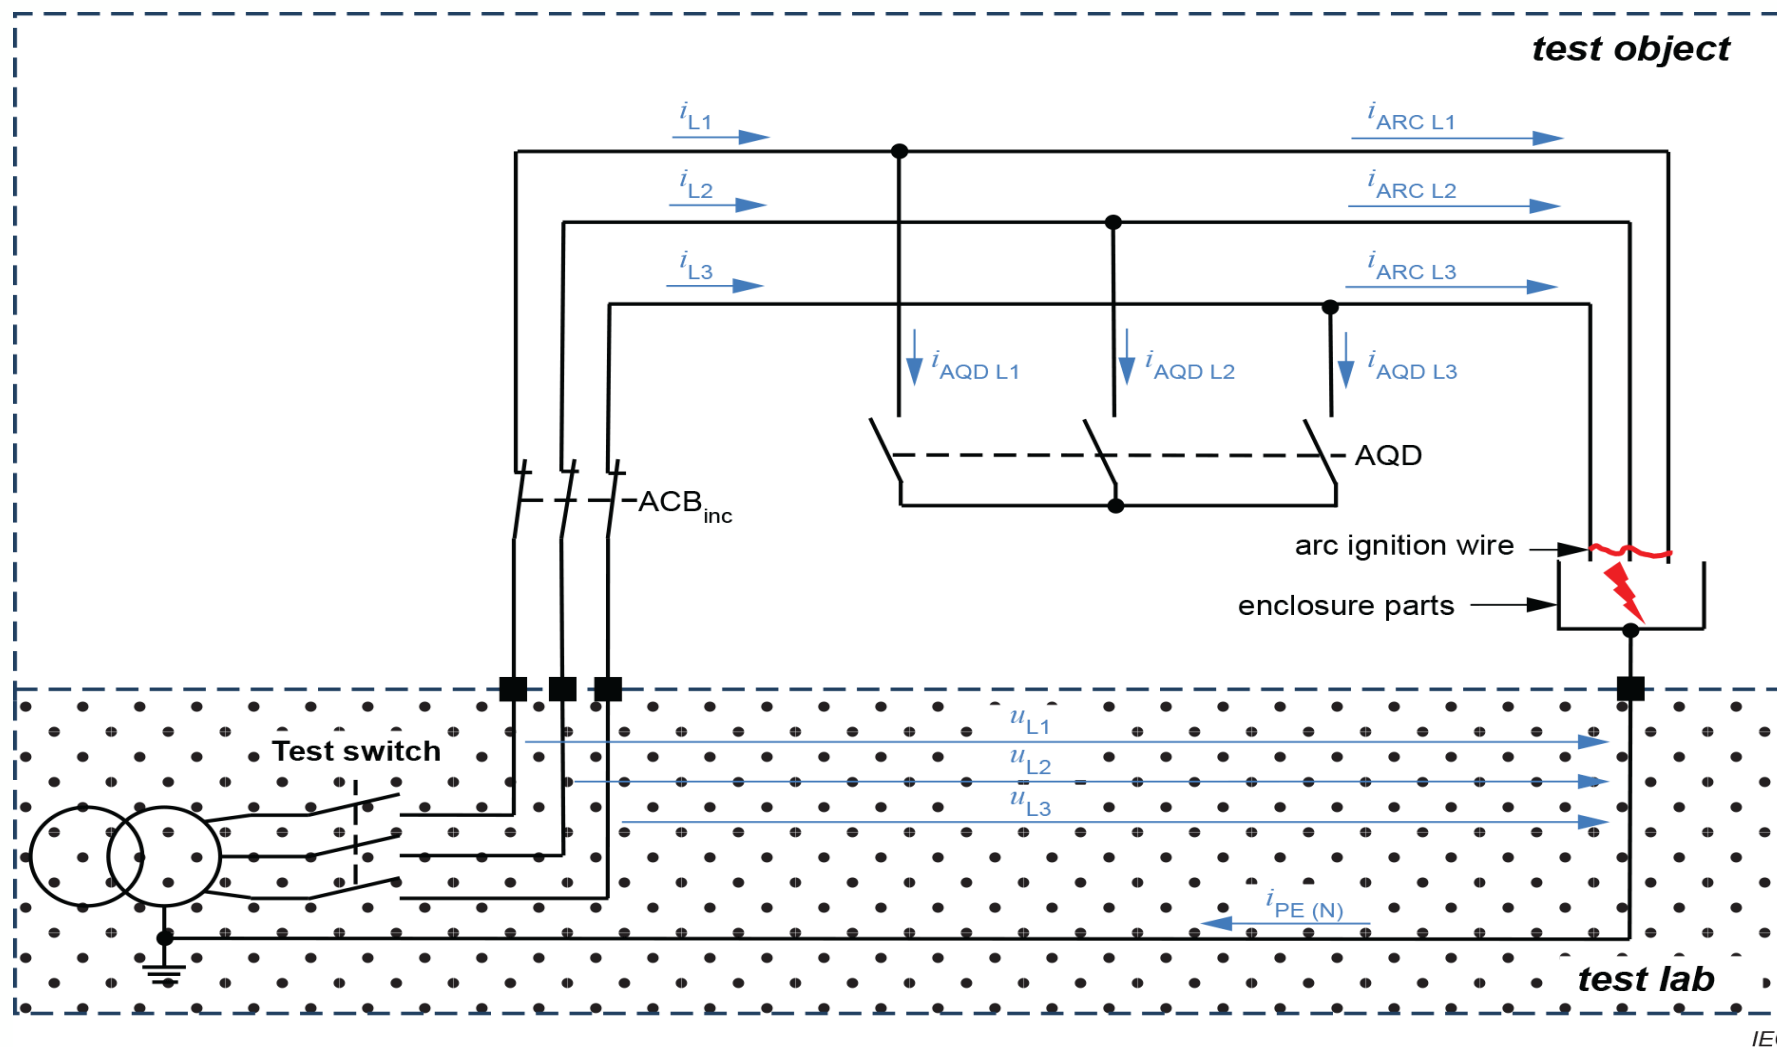 test object
iL1
iARC L1
iL2
iARC L2
iL3
iARC L3
iAQD L1
iAQD L2
iAQD L3
AQD
ACBinc
arc ignition wire
enclosure parts
uL1
Test switch
uL2
uL3
iPE (N)
test lab